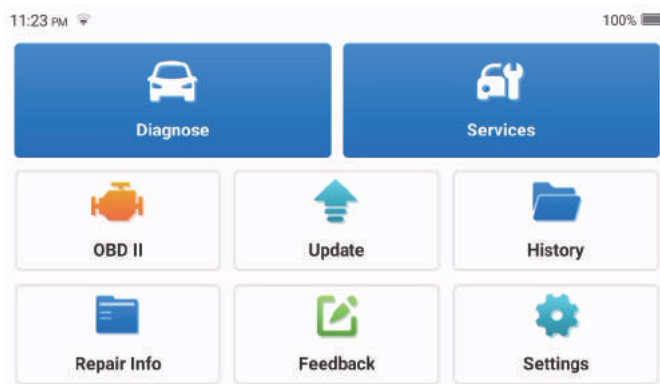 11:23 PM 100%
Diagnose Services
OBD II Update History
Repair Info Feedback Settings